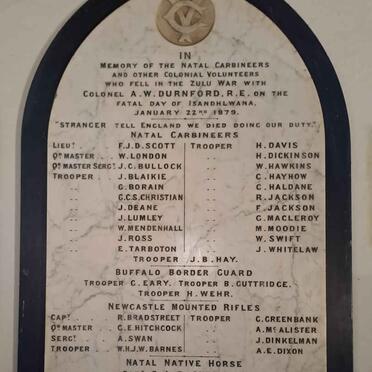 IN
MEMORY OF THE NATAL CARBINEERS
AND OTHER COLONIAL VOLUNTEERS
WHO FELL IN THE ZULU WAR WITH
COLONEL A.W. DURNFORD, R.E. ON THE
FATAL DAY OF ISANDHLWANA,
JANUARY 22ND 1879.
"STRANGER TELL ENGLAND WE DIED DOING OUR DUTY."
NATAL CARBINEERS
LIEUT F.J.D. SCOTT TROOPER H. DAVIS
QR MASTER W. LONDON " H. DICKINSON
QR MASTER SERGT J.C. BULLOCK " W. HAWKINS
TROOPER J. BLAIKIE " C. HAYHOW
" G. BORAIN " C. HALDANE
" C.C.S. CHRISTIAN " R. JACKSON
" J. DEANE " F. JACKSON
" J. LUMLEY " G. MACLEROY
" W. MENDENHALL " M. MOODIE
" J. ROSS " W. SWIFT
" E. TARBOTON " J. WHITELAW
TROOPER J.B. HAY.
BUFFALO BORDER GUARD
TROOPER G. EARY. TROOPER B. GUTTRIDGE.
TROOPER H. WEHR.
NEWCASTLE MOUNTED RIFLES
CAPT R. BRADSTREET TROOPER G. GREENBANK
QR MASTER G.E. HITCHCOCK " A. MCALISTER
SERGT A. SWAN " J. DINKELMAN
TROOPER W.H.J.W. BARNES " A.E. DIXON
NATAL NATIVE HORSE